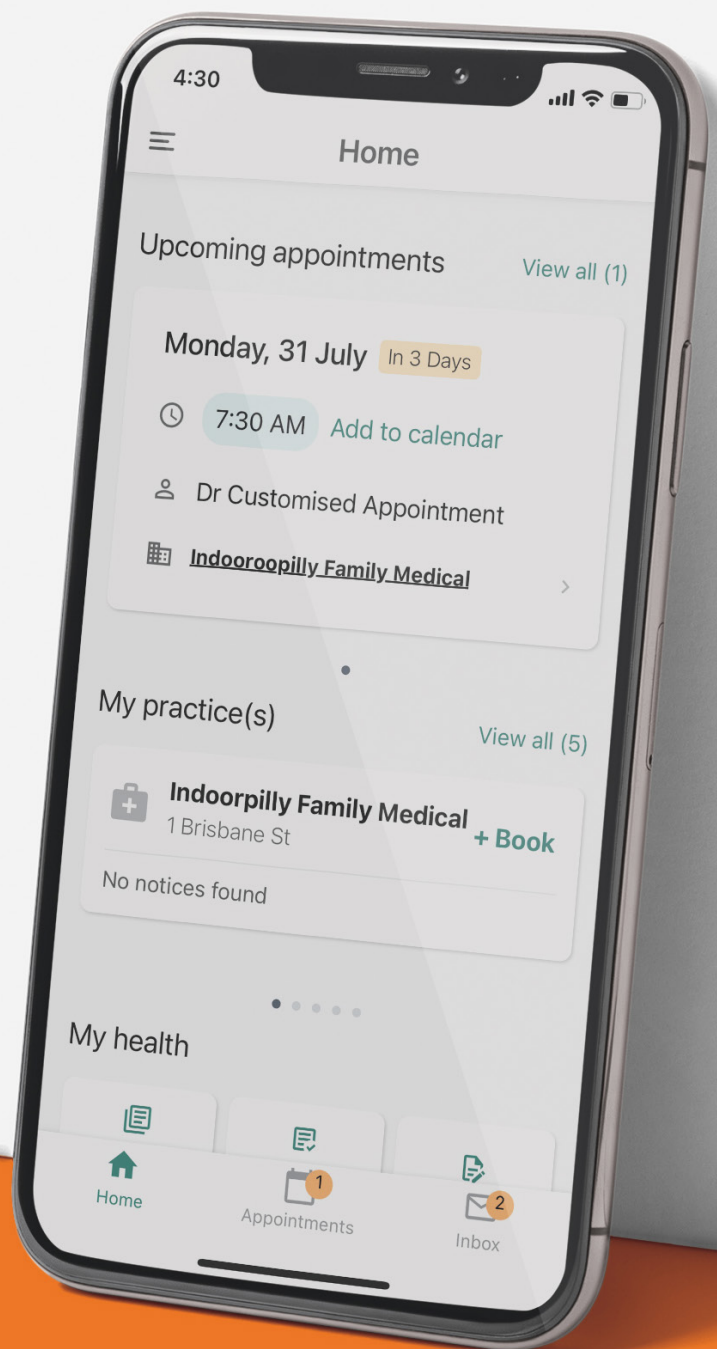 4:30
Home
Upcoming appointments
View all (1)
Monday, 31 July In 3 Days
7:30 AM Add to calendar
Dr Customised Appointment
Indooroopilly Family Medical
My practice(s)
View all (5)
Indoorpilly Family Medical
1 Brisbane St
+ Book
No notices found
My health
Home
1
Appointments
2
Inbox